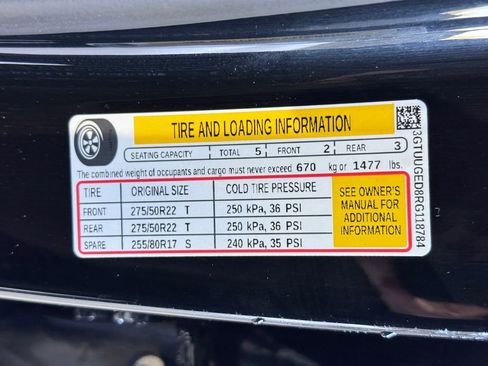 TIRE AND LOADING INFORMATION
SEATING CAPACITY TOTAL 5 FRONT 2 REAR 3
The combined weight of occupants and cargo must never exceed 670 kg or 1477 lbs.
TIRE ORIGINAL SIZE COLD TIRE PRESSURE
FRONT 275/50R22 T 250 kPa, 36 PSI
REAR 275/50R22 T 250 kPa, 36 PSI
SPARE 255/80R17 S 240 kPa, 35 PSI
SEE OWNER'S
MANUAL FOR
ADDITIONAL
INFORMATION
3GTUUGED8RG118784